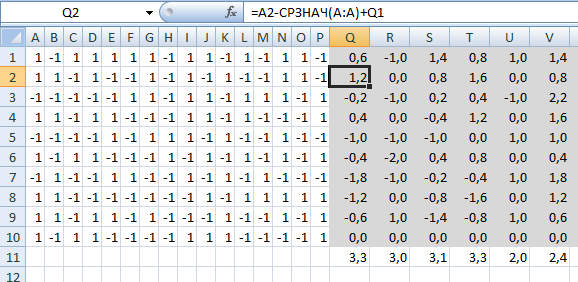 Q2 fx =A2-СРЗНАЧ(A:A)+Q1
A B C D E F G H I J K L M N O P Q R S T U V
1 1 -1 1 1 1 1 1 1 -1 1 1 -1 1 1 1 -1 0,6 -1,0 1,4 0,8 1,0 1,4
2 1 1 -1 1 -1 -1 1 1 -1 1 1 -1 1 1 -1 -1 1,2 0,0 0,8 1,6 0,0 0,8
3 -1 -1 -1 -1 -1 1 1 -1 -1 1 1 -1 -1 -1 -1 1 -0,2 -1,0 0,2 0,4 -1,0 2,2
4 1 1 -1 1 1 -1 1 1 1 1 -1 1 1 -1 1 1 0,4 0,0 -0,4 1,2 0,0 1,6
5 -1 -1 -1 -1 1 -1 1 1 1 -1 1 -1 -1 1 1 1 -1,0 -1,0 -1,0 0,0 1,0 1,0
6 1 -1 1 1 -1 -1 -1 1 1 -1 1 -1 -1 -1 1 1 -0,4 -2,0 0,4 0,8 0,0 0,4
7 -1 1 -1 -1 1 1 -1 -1 -1 1 -1 1 -1 -1 -1 1 -1,8 -1,0 -0,2 -0,4 1,0 1,8
8 1 1 -1 -1 -1 -1 1 -1 1 1 -1 1 -1 1 1 1 -1,2 0,0 -0,8 -1,6 0,0 1,2
9 1 1 -1 1 1 -1 -1 -1 1 -1 1 -1 1 1 -1 1 -0,6 1,0 -1,4 -0,8 1,0 0,6
10 1 -1 1 1 -1 -1 -1 -1 1 1 1 -1 -1 -1 -1 1 0,0 0,0 0,0 0,0 0,0 0,0
11 3,3 3,0 3,1 3,3 2,0 2,4
12